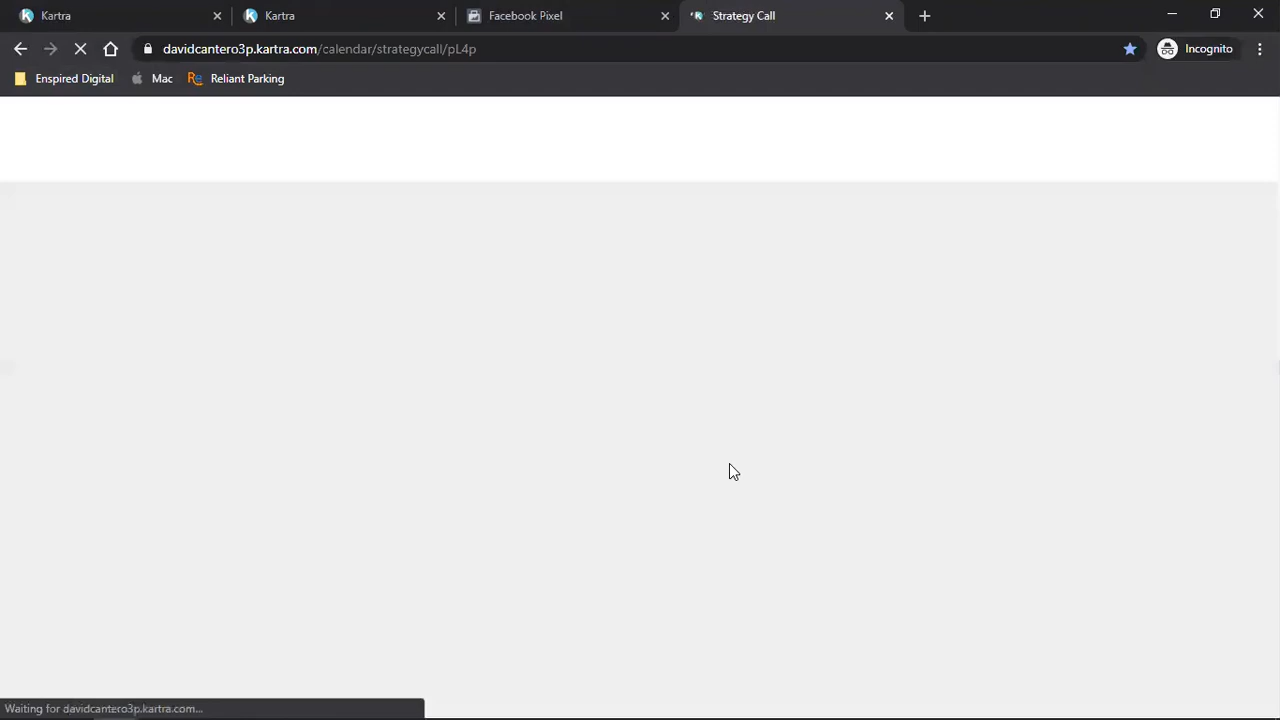 Kartra
Kartra
Facebook Pixel
Strategy Call
davidcantero3p.kartra.com/calendar/strategycall/pL4p
Incognito
Enspired Digital
Mac
Re
Reliant Parking
Waiting for davidcantero3p.kartra.com...